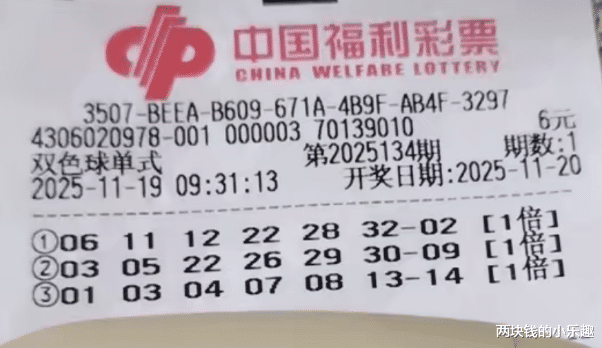 中国福利彩票
CHINA WELFARE LOTTERY
3507-BEEA-B609-671A-4B9F-AB4F-3297
4306020978-001 000003 70139010 6元
双色球单式 第2025134期 期数:1
2025-11-19 09:31:13 开奖日期:2025-11-20
①06 11 12 22 28 32-02 [1倍]
②03 05 22 26 29 30-09 [1倍]
③01 03 04 07 08 13-14 [1倍]
两块钱的小乐趣